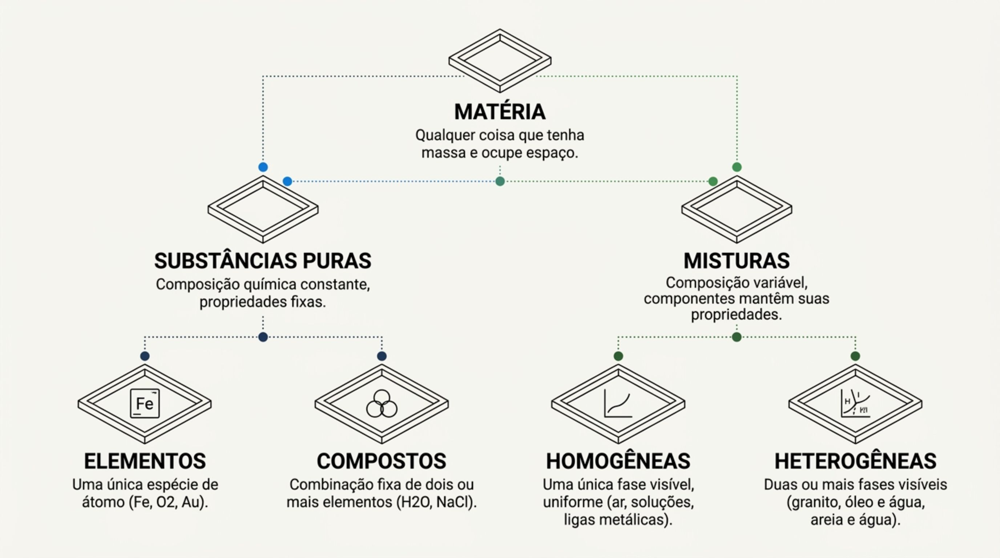 MATÉRIA
Qualquer coisa que tenha
massa e ocupe espaço.
SUBSTÂNCIAS PURAS
Composição química constante,
propriedades fixas.
MISTURAS
Composição variável,
componentes mantêm suas
propriedades.
Fe
ELEMENTOS
Uma única espécie de
átomo (Fe, O2, Au).
COMPOSTOS
Combinação fixa de dois ou
mais elementos (H2O, NaCl).
HOMOGÊNEAS
Uma única fase visível,
uniforme (ar, soluções,
ligas metálicas).
H
I
HETEROGÊNEAS
Duas ou mais fases visíveis
(granito, óleo e água,
areia e água).